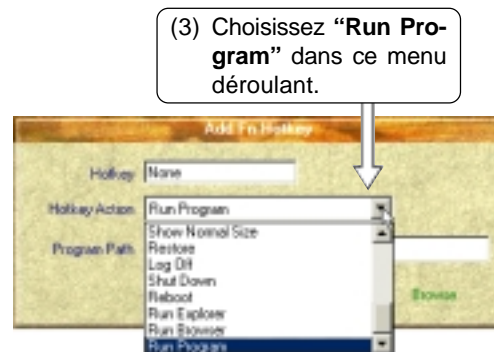 (3) Choisissez “Run Pro-
gram” dans ce menu
déroulant.
Add Fn Hotkey
Hotkey None
Hotkey Action Run Program
Show Normal Size
Program Path Restore
Log Off
Shut Down
Reboot
Run Explorer Browse
Run Browser
Run Program